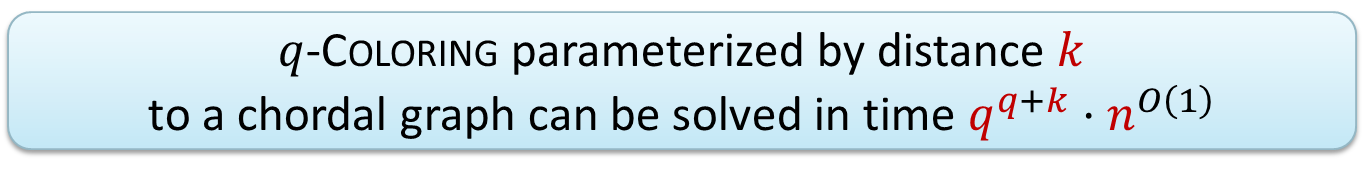 q-COLORING parameterized by distance k
to a chordal graph can be solved in time q^{q+k} · n^{O(1)}